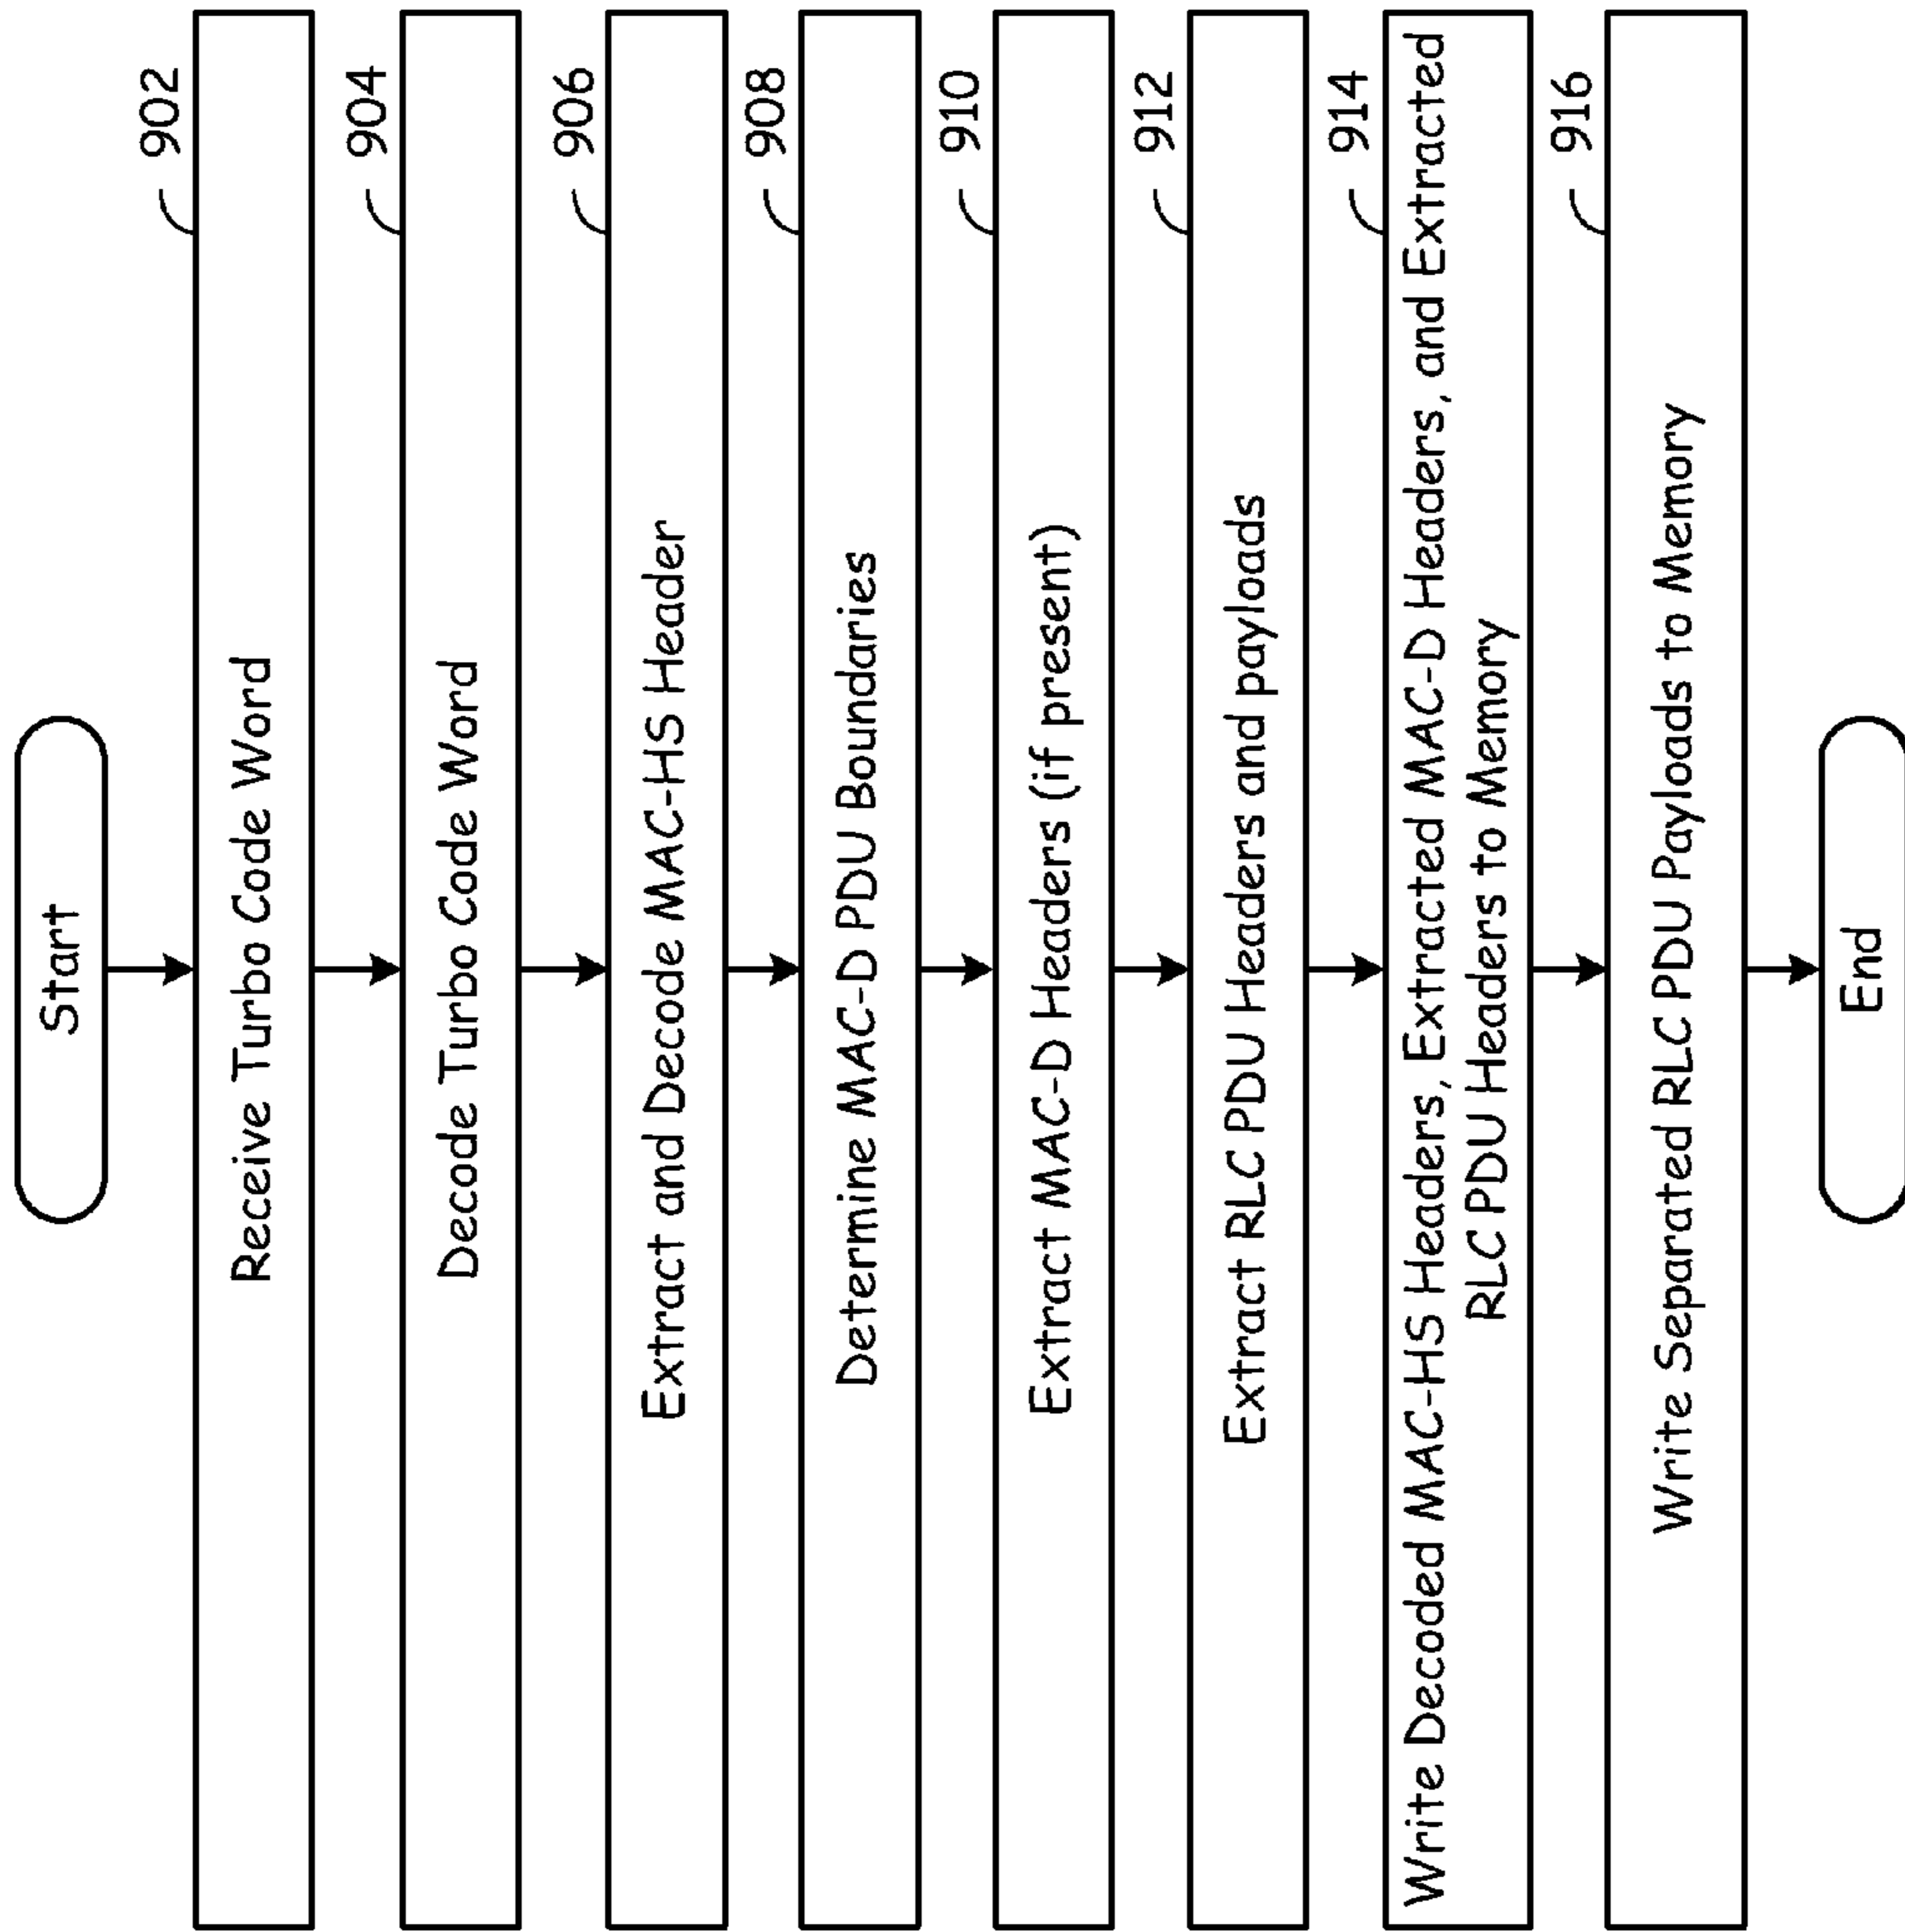 Start
902
Receive Turbo Code Word
904
Decode Turbo Code Word
906
Extract and Decode MAC-HS Header
908
Determine MAC-D PDU Boundaries
910
Extract MAC-D Headers (if present)
912
Extract RLC PDU Headers and payloads
914
Write Decoded MAC-HS Headers, Extracted MAC-D Headers, and Extracted
RLC PDU Headers to Memory
916
Write Separated RLC PDU Payloads to Memory
End